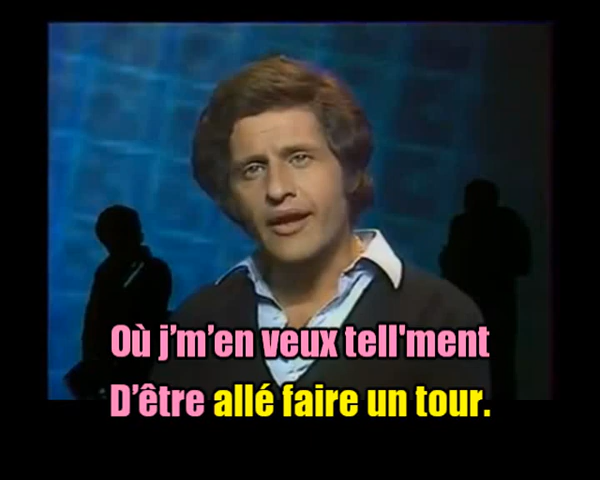 Où j’m’en veux tell'ment
D’être allé faire un tour.